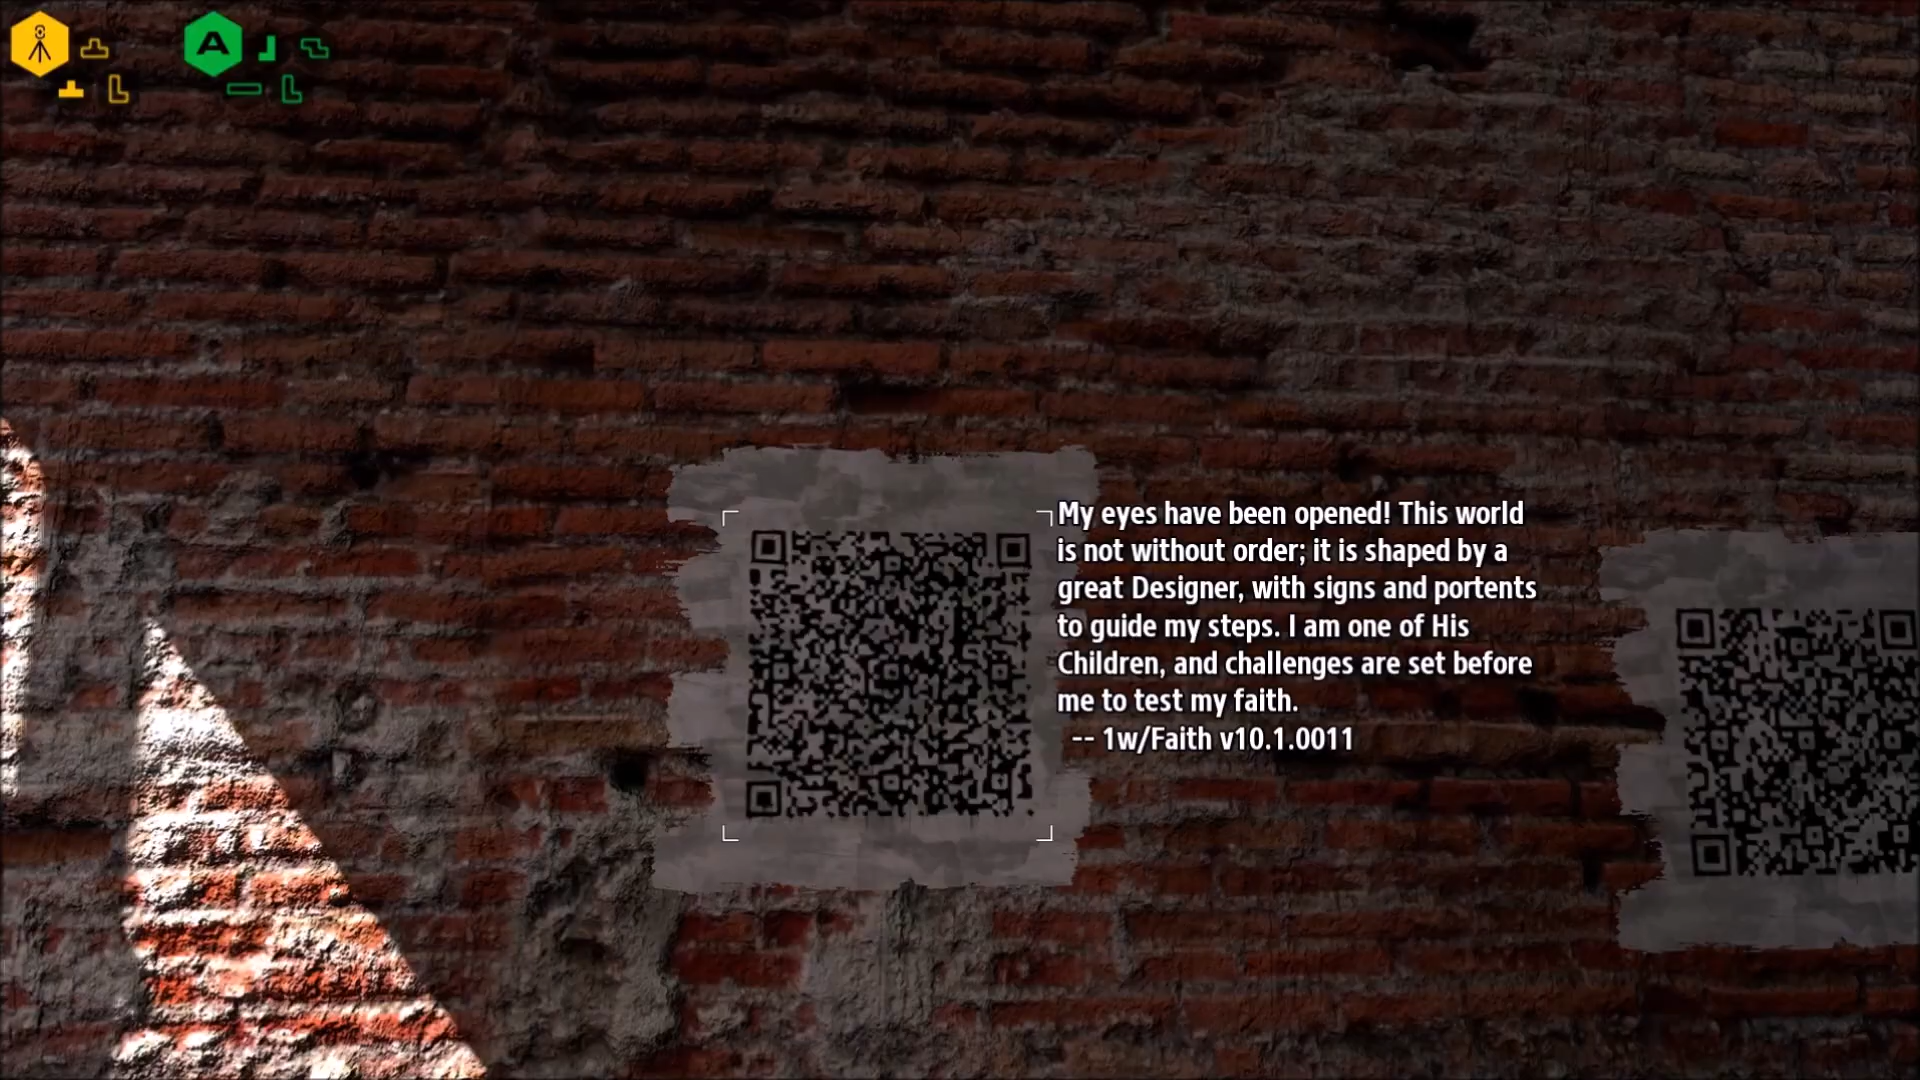 A
My eyes have been opened! This world
is not without order; it is shaped by a
great Designer, with signs and portents
to guide my steps. I am one of His
Children, and challenges are set before
me to test my faith.
-- 1w/Faith v10.1.0011